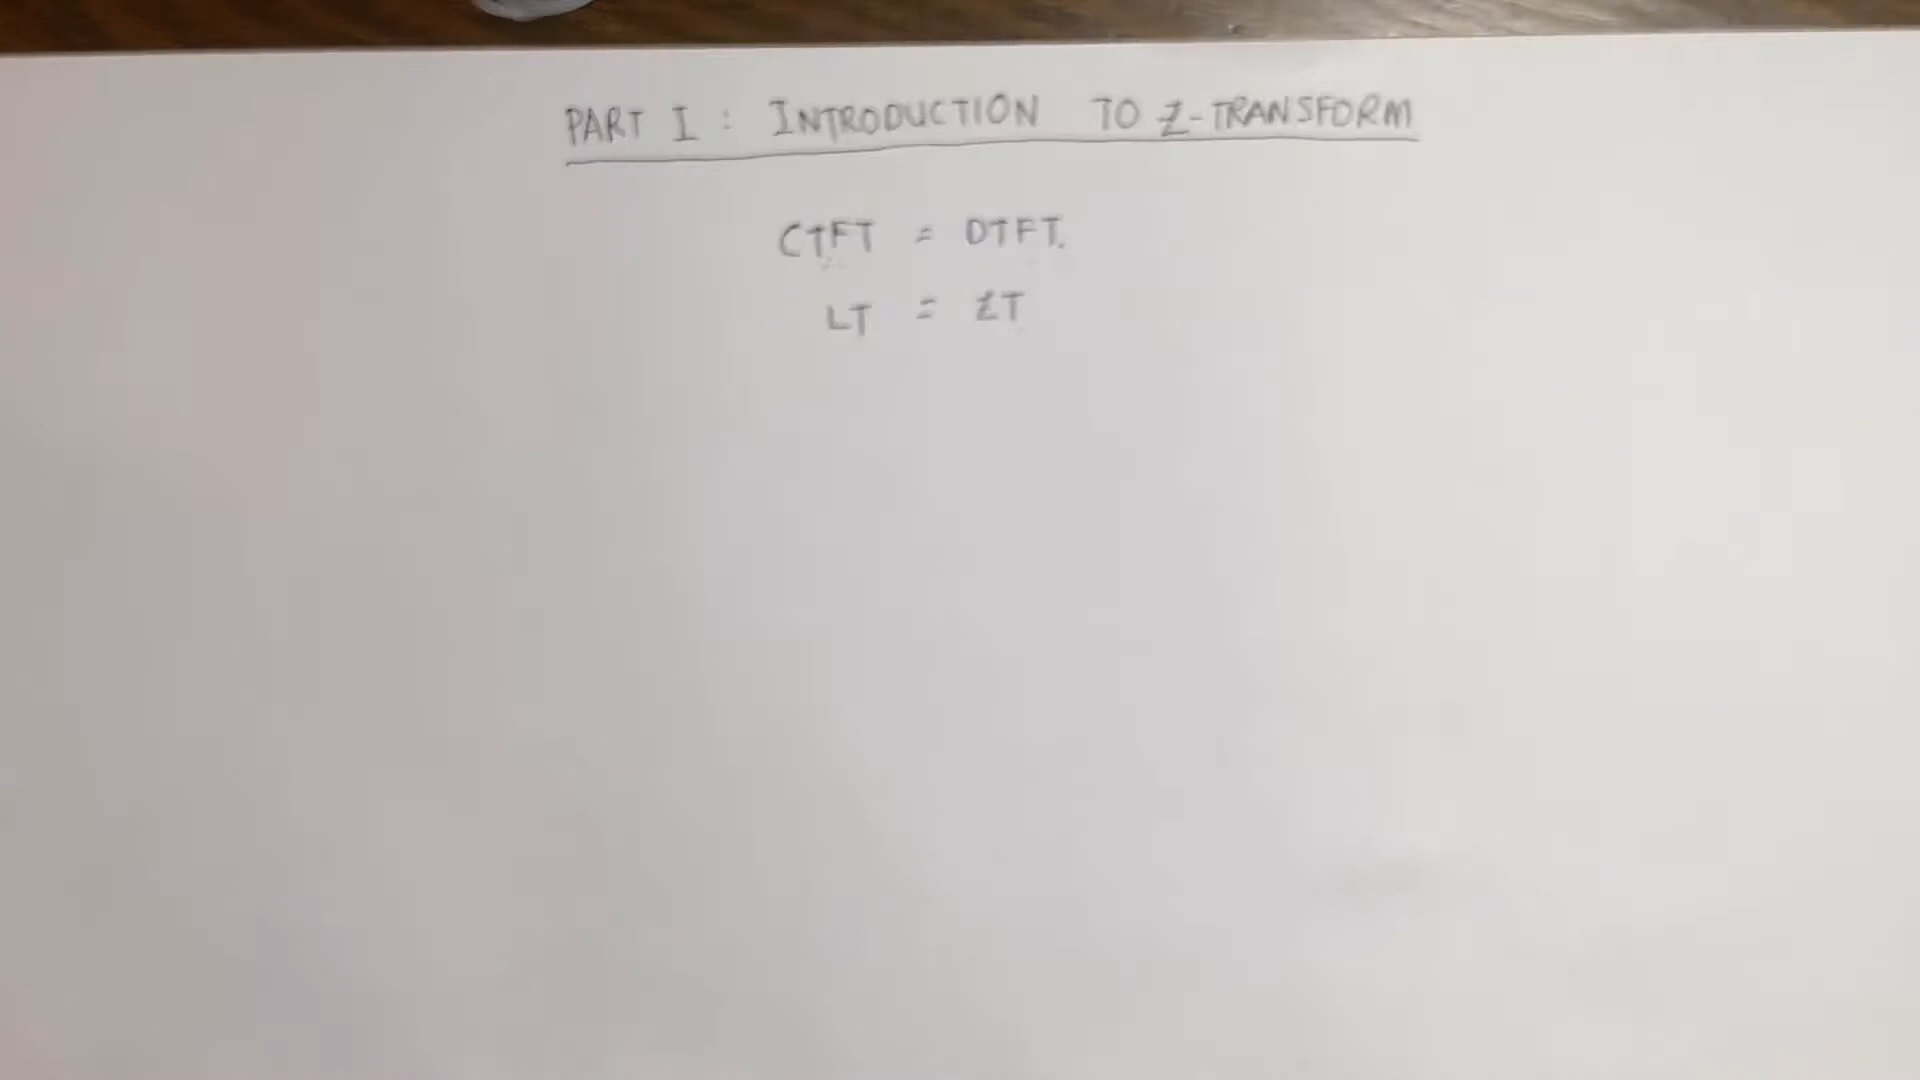 PART I : INTRODUCTION TO Z-TRANSFORM
CTFT = DTFT.
LT = ZT